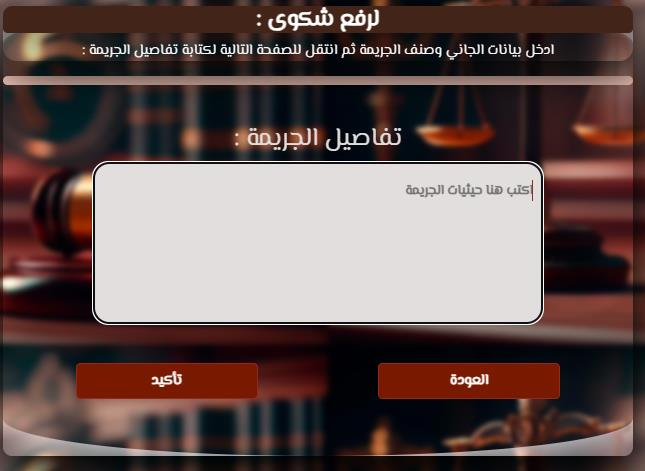 لرفع شكوى :
ادخل بيانات الجاني وصنف الجريمة ثم انتقل للصفحة التالية لكتابة تفاصيل الجريمة :
تفاصيل الجريمة :
اكتب هنا حيثيات الجريمة
العودة
تأكيد